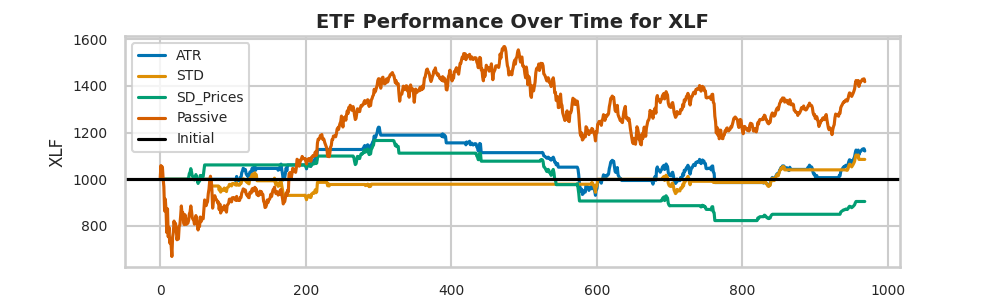 ETF Performance Over Time for XLF
1600
1400
1200
1000
800
XLF
ATR
STD
SD_Prices
Passive
Initial
0
200
400
600
800
1000